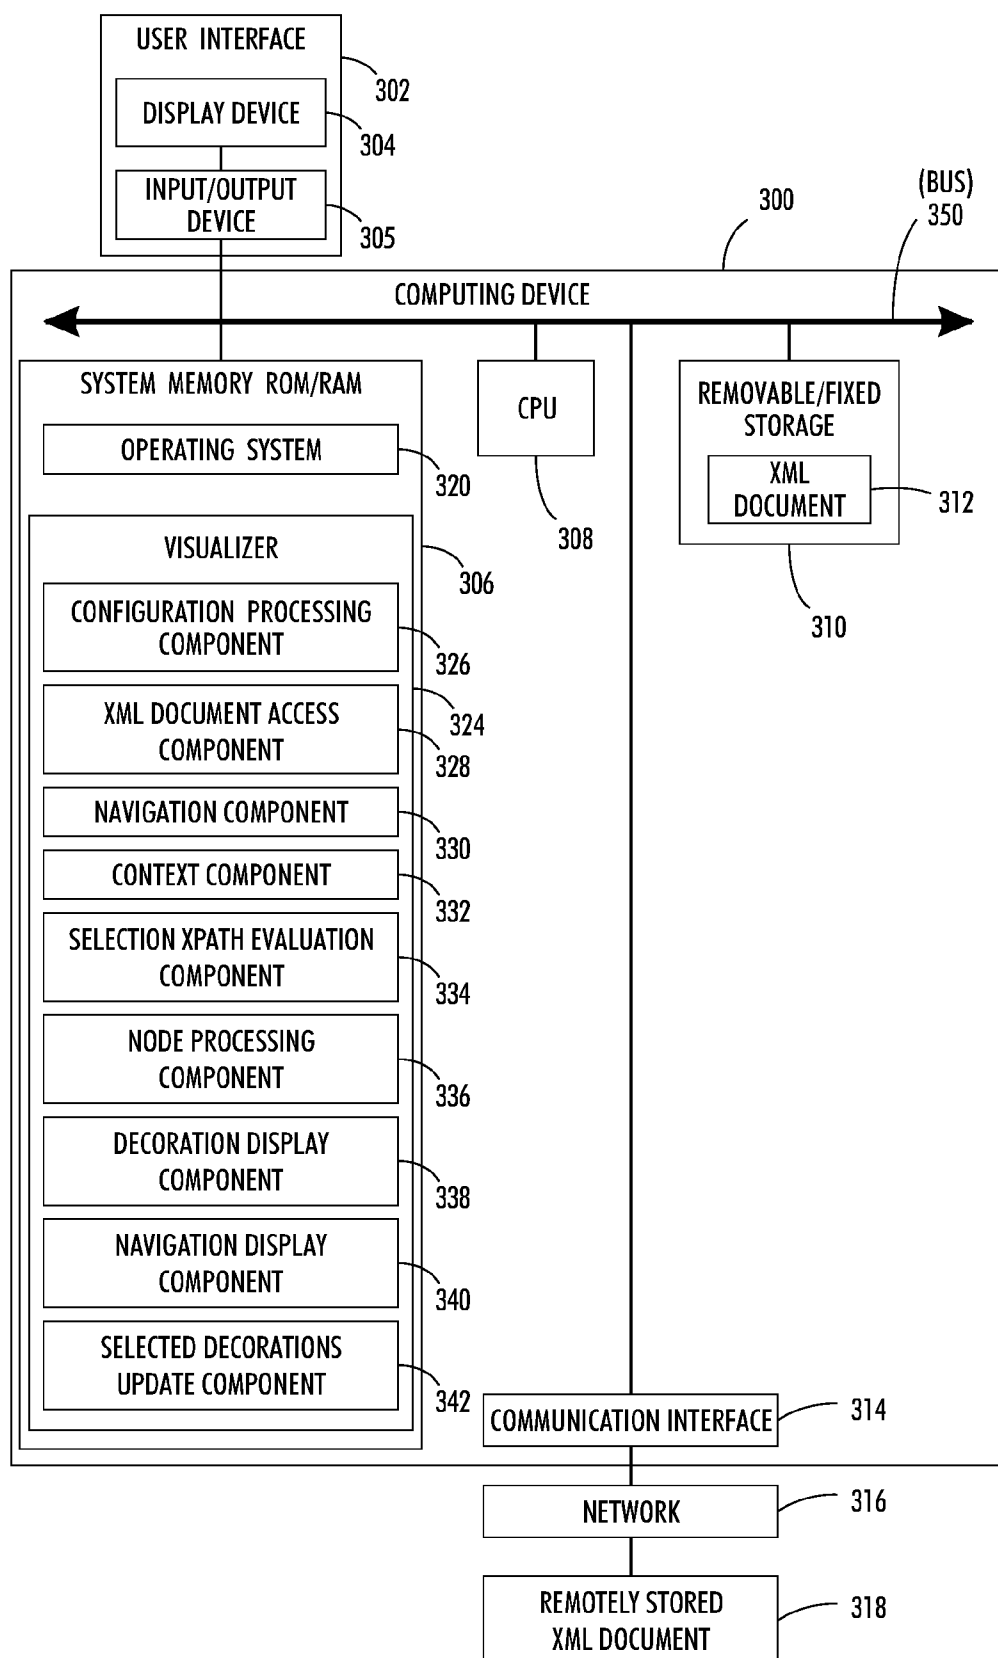 USER INTERFACE
302
DISPLAY DEVICE
304
INPUT/OUTPUT
DEVICE
305
(BUS)
350
300
COMPUTING DEVICE
SYSTEM MEMORY ROM/RAM
OPERATING SYSTEM
320
CPU
308
REMOVABLE/FIXED
STORAGE
XML
DOCUMENT
312
310
VISUALIZER
306
CONFIGURATION PROCESSING
COMPONENT
326
324
XML DOCUMENT ACCESS
COMPONENT
328
NAVIGATION COMPONENT
330
CONTEXT COMPONENT
332
SELECTION XPATH EVALUATION
COMPONENT
334
NODE PROCESSING
COMPONENT
336
DECORATION DISPLAY
COMPONENT
338
NAVIGATION DISPLAY
COMPONENT
340
SELECTED DECORATIONS
UPDATE COMPONENT
342
COMMUNICATION INTERFACE
314
NETWORK
316
REMOTELY STORED
XML DOCUMENT
318